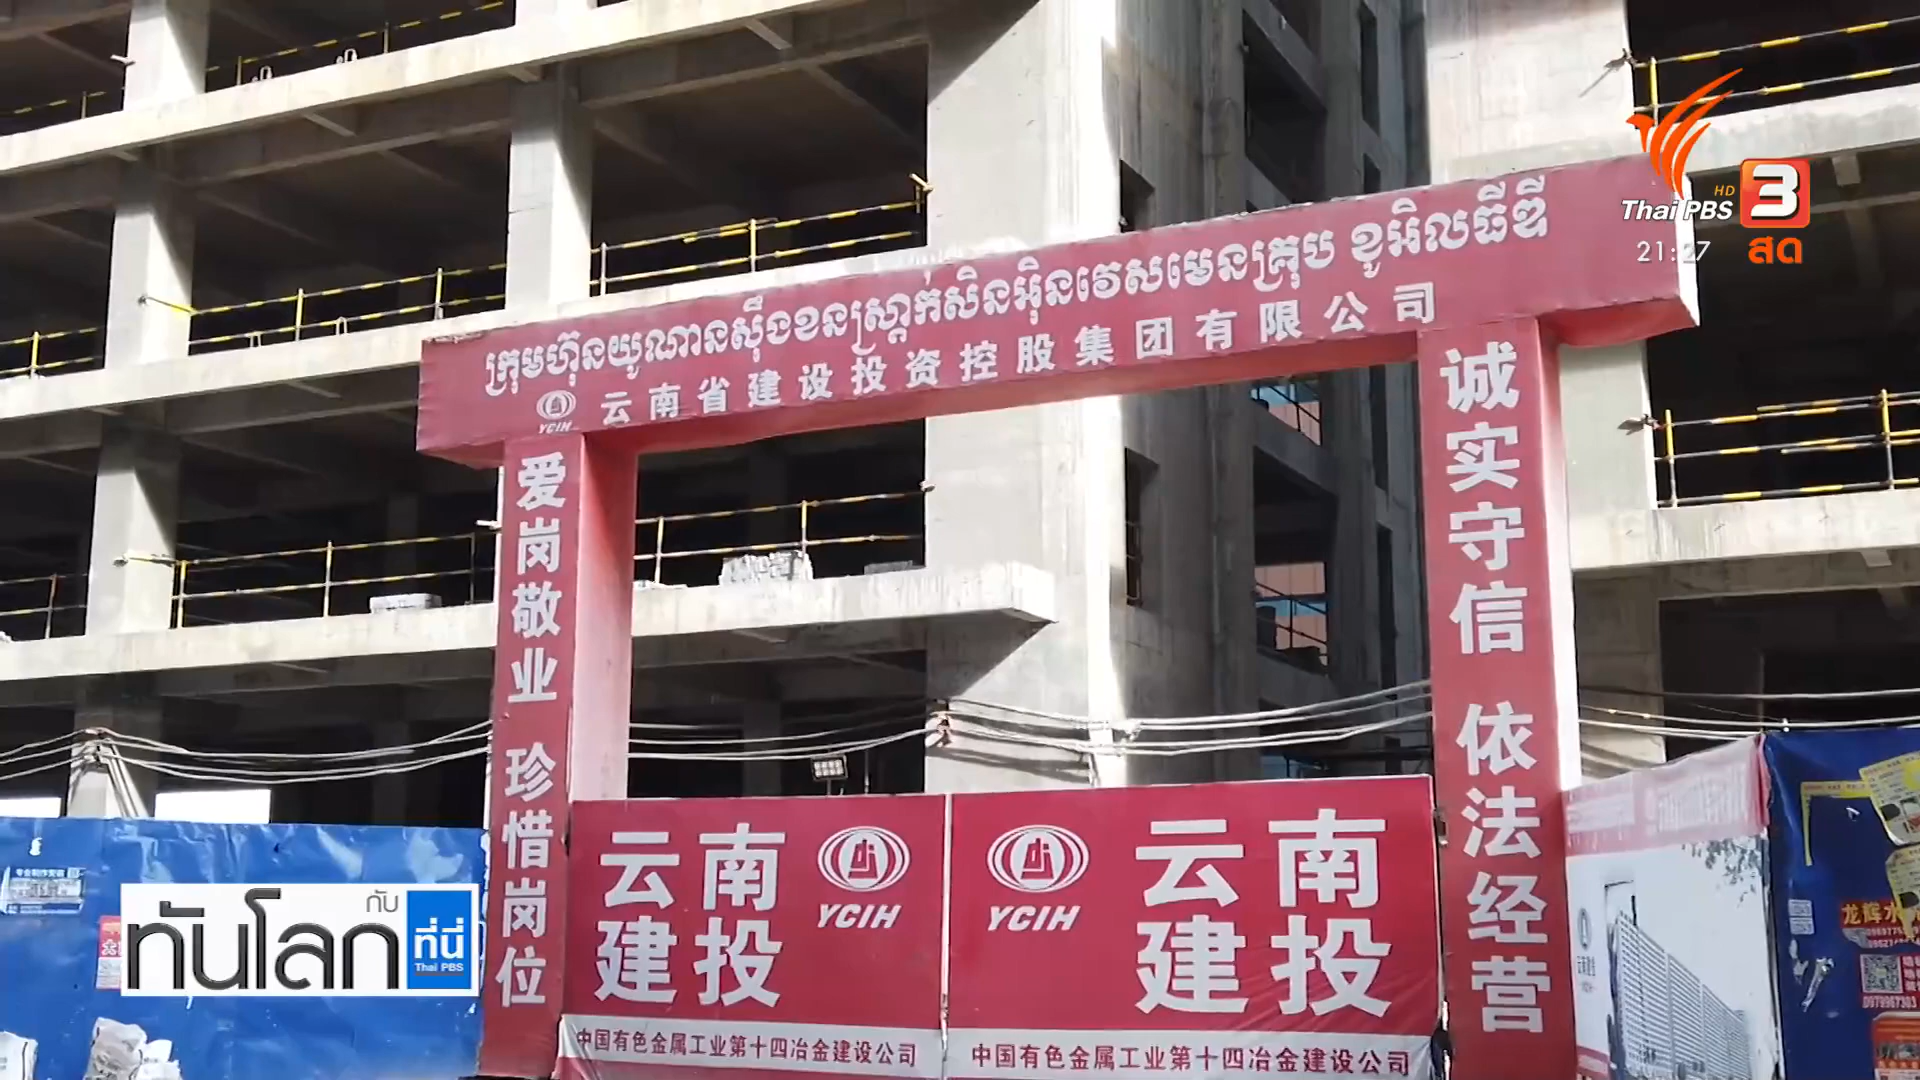 HD
Thai PBS
3
21:27
สด
ក្រុមហ៊ុនយូណានស៊ឹងខនស្ត្រាក់សិនអ៊ិនវេសមេនគ្រុប ខូអិលធីឌី
YCIH
云南省建设投资控股集团有限公司
爱岗敬业 珍惜岗位
诚实守信 依法经营
云南
建投
YCIH
YCIH
云南
建投
中国有色金属工业第十四冶金建设公司
中国有色金属工业第十四冶金建设公司
ทันโลก
กับ
ที่นี่
Thai PBS
0979967303